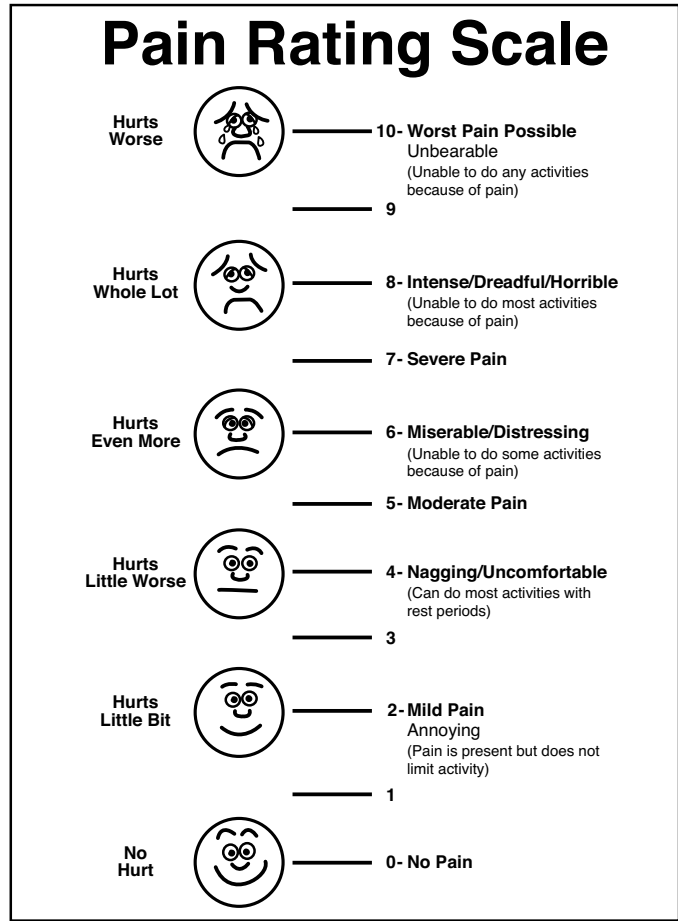 Pain Rating Scale
Hurts
Worse
10- Worst Pain Possible
Unbearable
(Unable to do any activities
because of pain)
9
Hurts
Whole Lot
8- Intense/Dreadful/Horrible
(Unable to do most activities
because of pain)
7- Severe Pain
Hurts
Even More
6- Miserable/Distressing
(Unable to do some activities
because of pain)
5- Moderate Pain
Hurts
Little Worse
4- Nagging/Uncomfortable
(Can do most activities with
rest periods)
3
Hurts
Little Bit
2- Mild Pain
Annoying
(Pain is present but does not
limit activity)
1
No
Hurt
0- No Pain